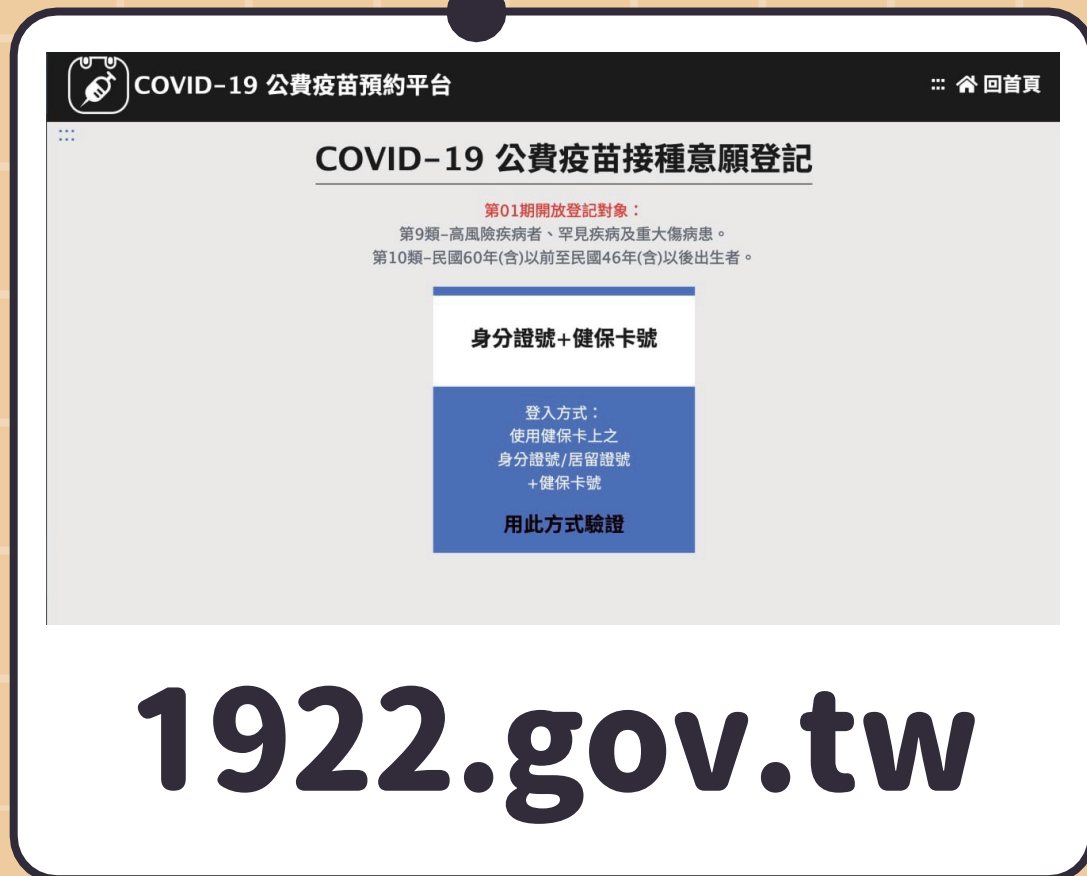 COVID-19 公費疫苗預約平台
::: 回首頁
:::
COVID-19 公費疫苗接種意願登記
第01期開放登記對象：
第9類-高風險疾病者、罕見疾病及重大傷病患。
第10類-民國60年(含)以前至民國46年(含)以後出生者。
身分證號+健保卡號
登入方式：
使用健保卡上之
身分證號/居留證號
+健保卡號
用此方式驗證
1922.gov.tw